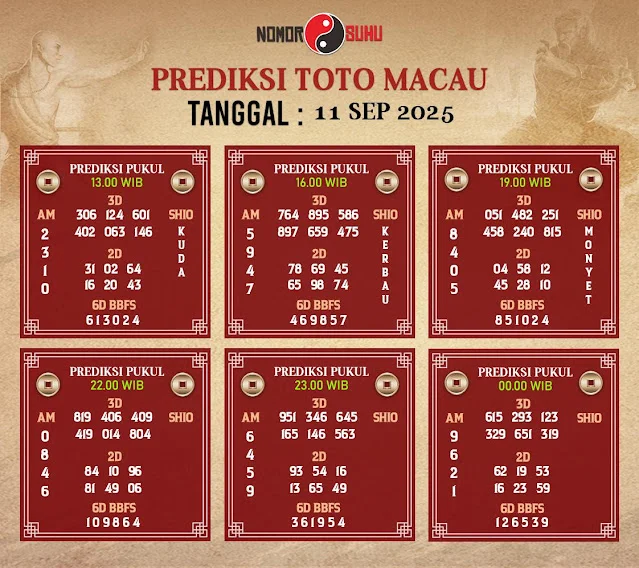 NOMOR SUHU
PREDIKSI TOTO MACAU
TANGGAL : 11 SEP 2025
PREDIKSI PUKUL
13.00 WIB
3D
AM 306 124 601 SHIO
2 402 063 146 KUDA
3 2D
1 31 02 64
0 16 20 43
6D BBFS
613024
PREDIKSI PUKUL
16.00 WIB
3D
AM 764 895 586 SHIO
5 897 659 475 KERBAU
9 2D
4 78 69 45
7 65 98 74
6D BBFS
469857
PREDIKSI PUKUL
19.00 WIB
3D
AM 051 482 251 SHIO
8 458 240 815 MONYET
4 2D
0 04 58 12
5 45 28 10
6D BBFS
851024
PREDIKSI PUKUL
22.00 WIB
3D
AM 819 406 409 SHIO
0 419 014 804
8 2D
4 84 10 96
6 81 49 06
6D BBFS
109864
PREDIKSI PUKUL
23.00 WIB
3D
AM 951 346 645 SHIO
6 165 146 563
4 2D
5 93 54 16
9 13 65 49
6D BBFS
361954
PREDIKSI PUKUL
00.00 WIB
3D
AM 615 293 123 SHIO
9 329 651 319
6 2D
2 62 19 53
1 16 23 59
6D BBFS
126539